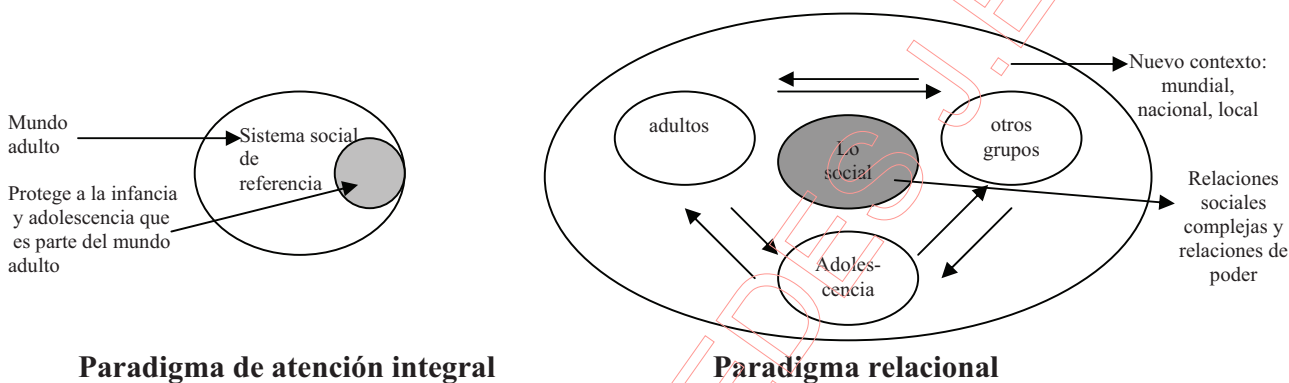 Mundo
adulto
Protege a la infancia
y adolescencia que
es parte del mundo
adulto
Sistema social
de
referencia
Paradigma de atención integral
adultos
Lo
social
otros
grupos
Adoles-
cencia
Nuevo contexto:
mundial,
nacional, local
Relaciones
sociales
complejas y
relaciones de
poder
Paradigma relacional